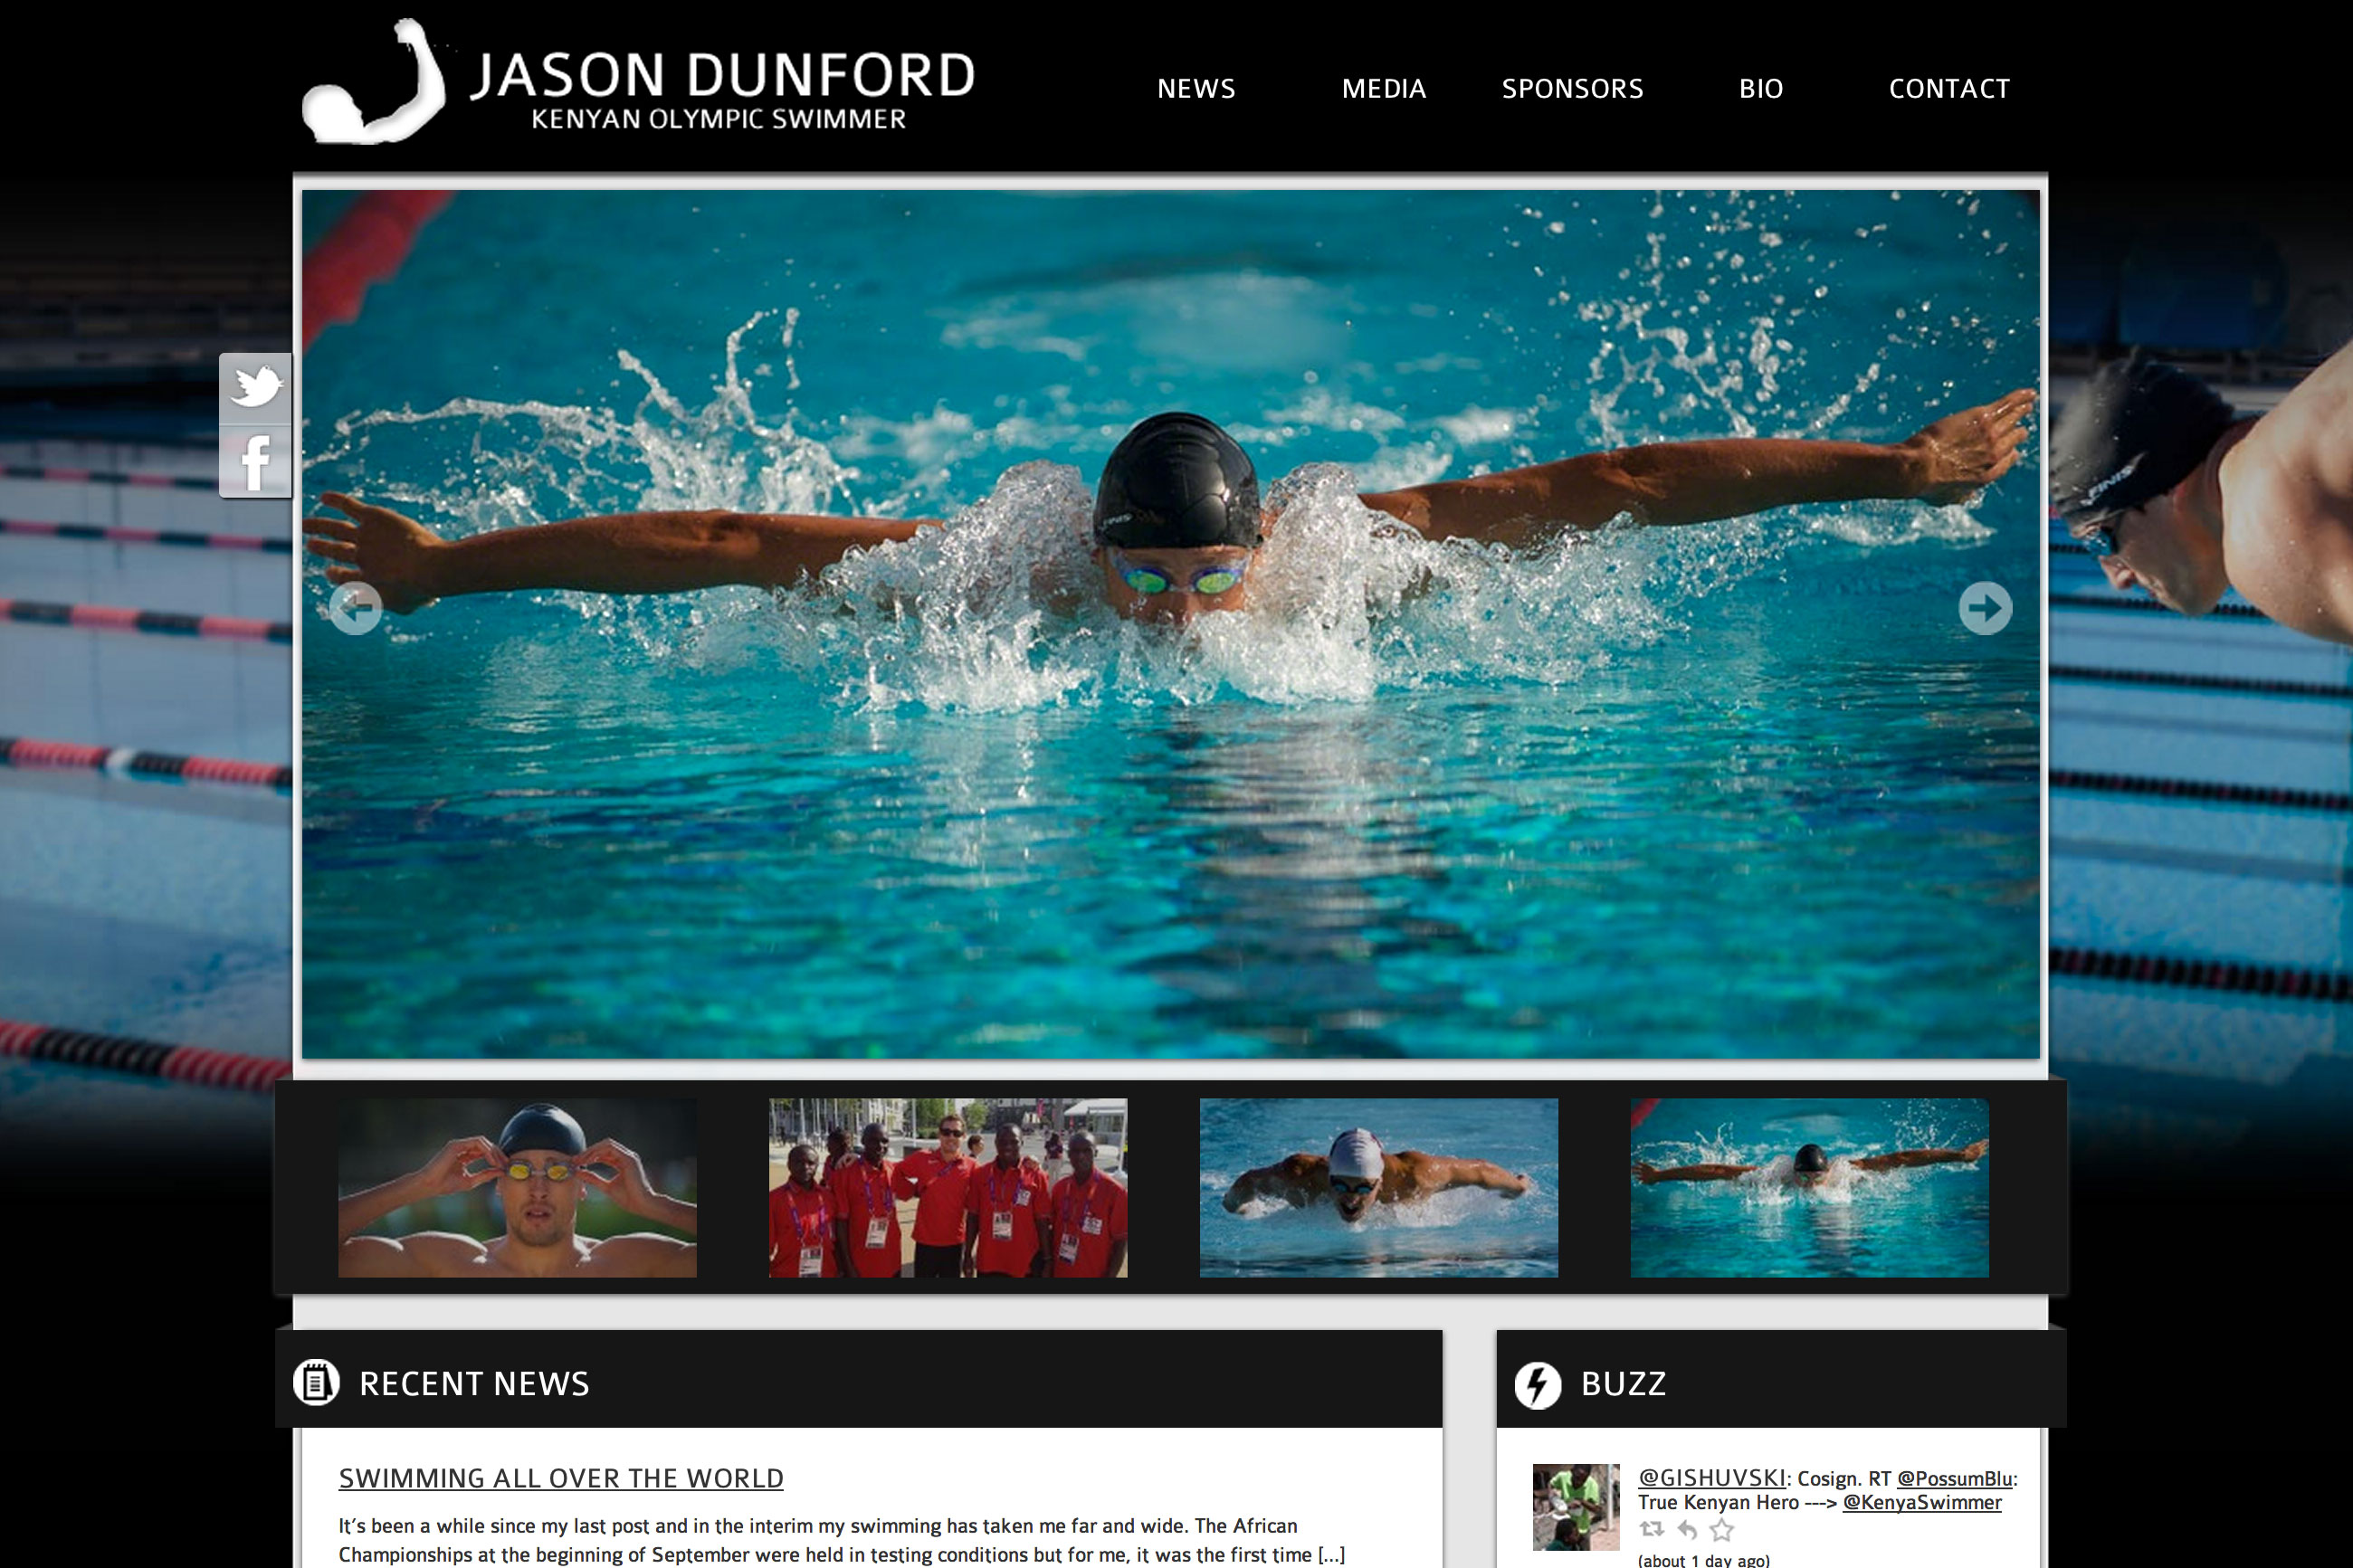 JASON DUNFORD
KENYAN OLYMPIC SWIMMER
NEWS MEDIA SPONSORS BIO CONTACT
FINIS
RECENT NEWS
SWIMMING ALL OVER THE WORLD
It's been a while since my last post and in the interim my swimming has taken me far and wide. The African
Championships at the beginning of September were held in testing conditions but for me, it was the first time [...]
BUZZ
@GISHUVSKI: Cosign. RT @PossumBlu:
True Kenyan Hero ---> @KenyaSwimmer
(about 1 day ago)